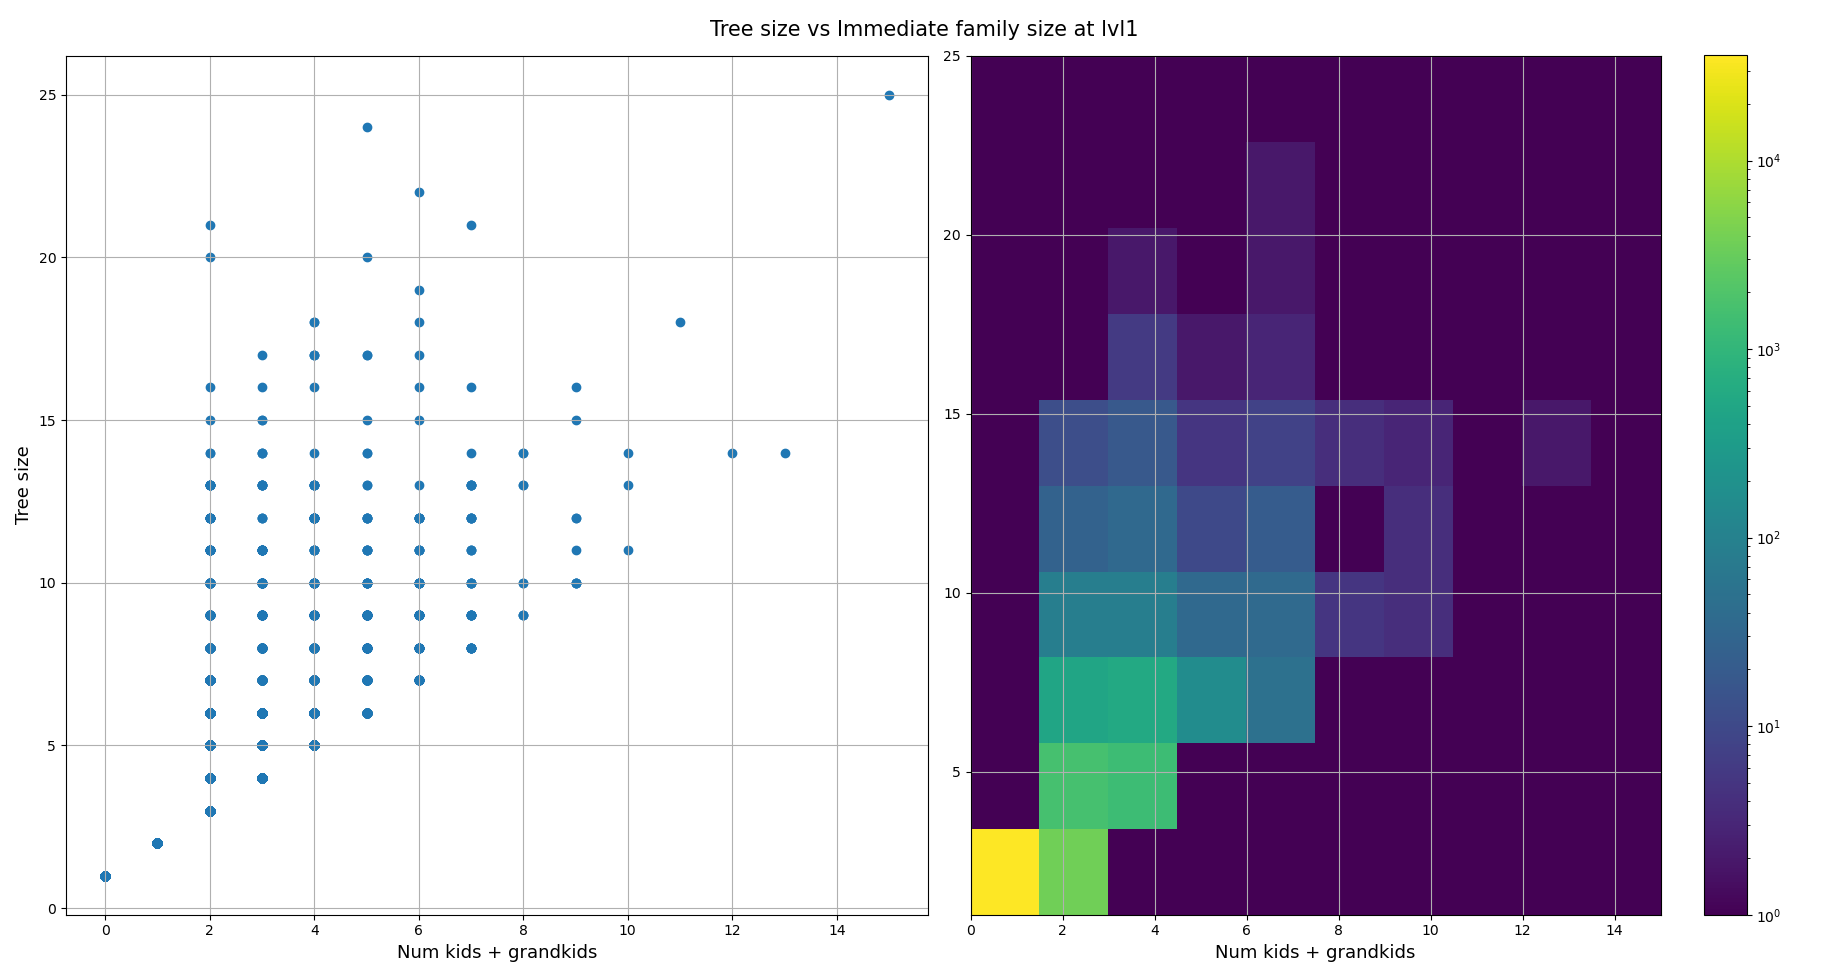 Tree size vs Immediate family size at lvl1
Tree size
25
20
15
10
5
0
0 2 4 6 8 10 12 14
Num kids + grandkids
25
20
15
10
5
0 2 4 6 8 10 12 14
Num kids + grandkids
10⁴
10³
10²
10¹
10⁰